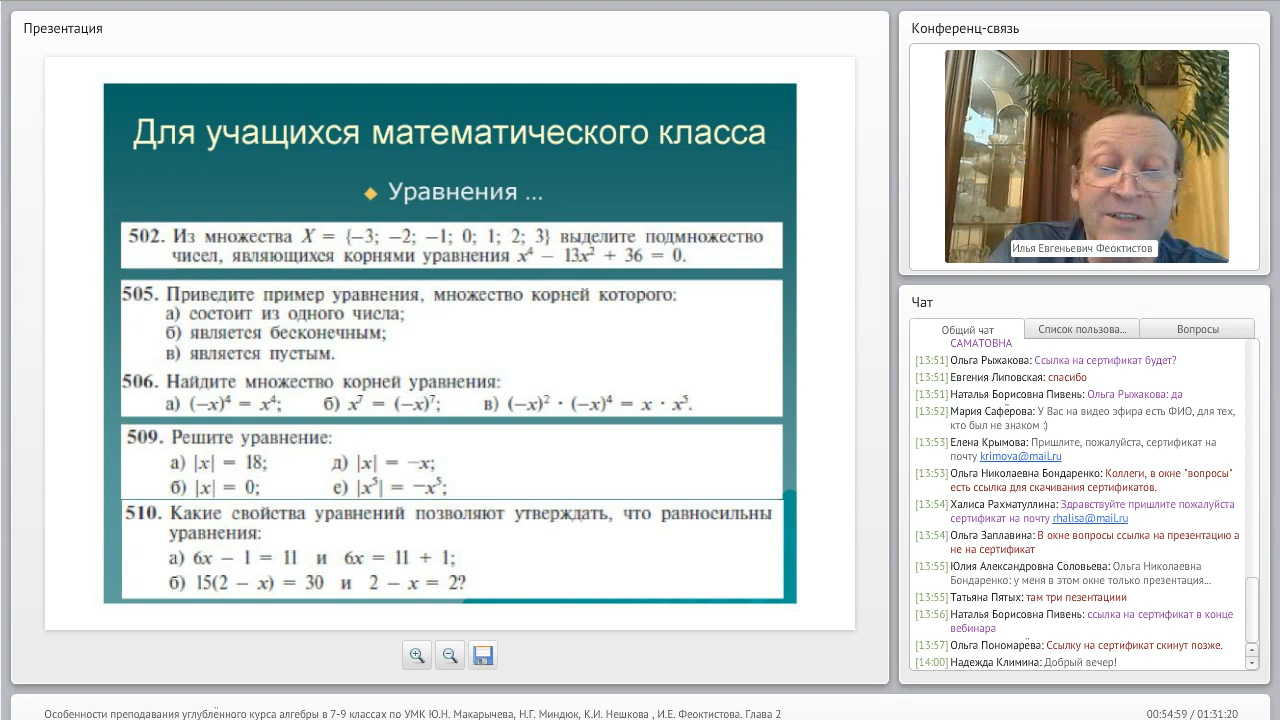 Презентация
Для учащихся математического класса
Уравнения ...
502. Из множества X = {−3; −2; −1; 0; 1; 2; 3} выделите подмножество
чисел, являющихся корнями уравнения x⁴ − 13x² + 36 = 0.
505. Приведите пример уравнения, множество корней которого:
а) состоит из одного числа;
б) является бесконечным;
в) является пустым.
506. Найдите множество корней уравнения:
а) (−x)⁴ = x⁴; б) x⁷ = (−x)⁷; в) (−x)² · (−x)⁴ = x · x⁵.
509. Решите уравнение:
а) |x| = 18; д) |x| = −x;
б) |x| = 0; е) |x⁵| = −x⁵;
510. Какие свойства уравнений позволяют утверждать, что равносильны
уравнения:
а) 6x − 1 = 11 и 6x = 11 + 1;
б) 15(2 − x) = 30 и 2 − x = 2?
Конференц-связь
Илья Евгеньевич Феоктистов
Чат
Общий чат Список пользова... Вопросы
САМАТОВНА
[13:51] Ольга Рыжакова: Ссылка на сертификат будет?
[13:51] Евгения Липовская: спасибо
[13:51] Наталья Борисовна Пивень: Ольга Рыжакова: да
[13:52] Мария Сафёрова: У Вас на видео эфира есть ФИО, для тех,
кто был не знаком :)
[13:53] Елена Крымова: Пришлите, пожалуйста, сертификат на
почту krimova@mail.ru
[13:53] Ольга Николаевна Бондаренко: Коллеги, в окне "вопросы"
есть ссылка для скачивания сертификатов.
[13:54] Халиса Рахматуллина: Здравствуйте пришлите пожалуйста
сертификат на почту rhalisa@mail.ru
[13:54] Ольга Заплавина: В окне вопросы ссылка на презентацию а
не на сертификат
[13:55] Юлия Александровна Соловьева: Ольга Николаевна
Бондаренко: у меня в этом окне только презентация...
[13:55] Татьяна Пятых: там три пезентациии
[13:56] Наталья Борисовна Пивень: ссылка на сертификат в конце
вебинара
[13:57] Ольга Пономарёва: Ссылку на сертификат скинут позже.
[14:00] Надежда Климина: Добрый вечер!
Особенности преподавания углублённого курса алгебры в 7-9 классах по УМК Ю.Н. Макарычева, Н.Г. Миндюк, К.И. Нешкова , И.Е. Феоктистова. Глава 2
00:54:59 / 01:31:20